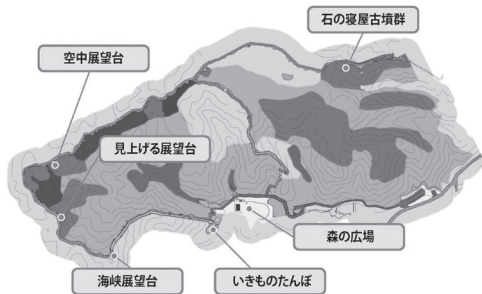 石の寝屋古墳群
空中展望台
見上げる展望台
森の広場
海峡展望台
いきものたんぼ